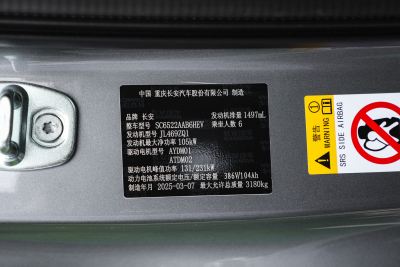 中国 重庆长安汽车股份有限公司 制造
品牌 长安 发动机排量 1497mL
整车型号 SC6522AAB6HEV 乘坐人数 6
发动机型号 JL469ZQ1
发动机最大净功率 105kW
驱动电机型号 AYDM01
ATDM02
驱动电机峰值功率 131/231kW
动力电池系统额定电压/额定容量 386V/104Ah
制造年月 2025-03-07 最大允许总质量 3180kg
警告
SRS SIDE AIRBAG